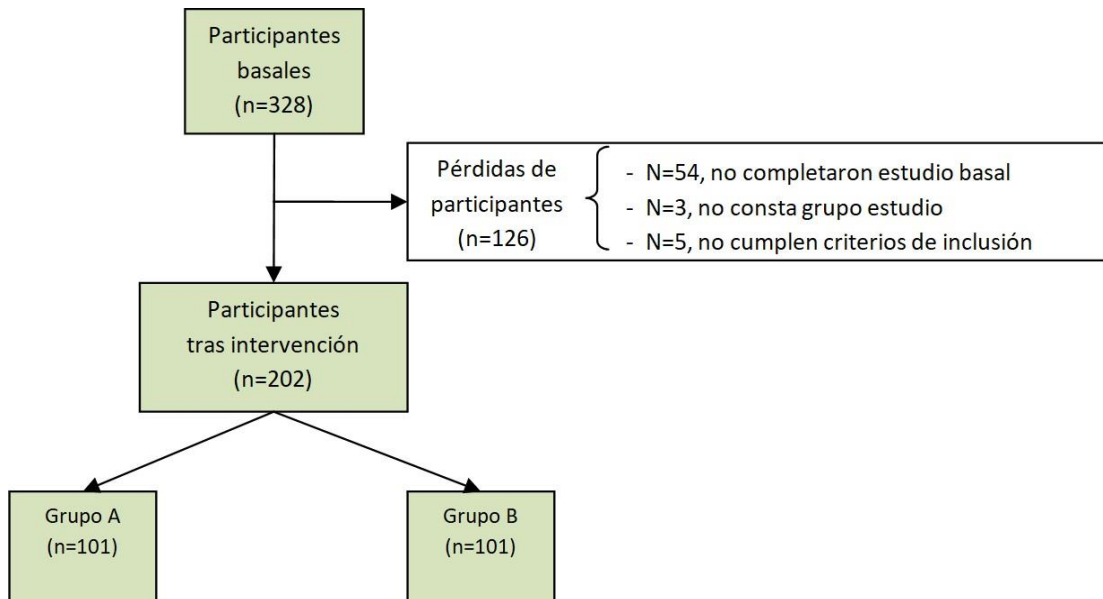 Participantes
basales
(n=328)
Pérdidas de
participantes
(n=126)
- N=54, no completaron estudio basal
- N=3, no consta grupo estudio
- N=5, no cumplen criterios de inclusión
Participantes
tras intervención
(n=202)
Grupo A
(n=101)
Grupo B
(n=101)